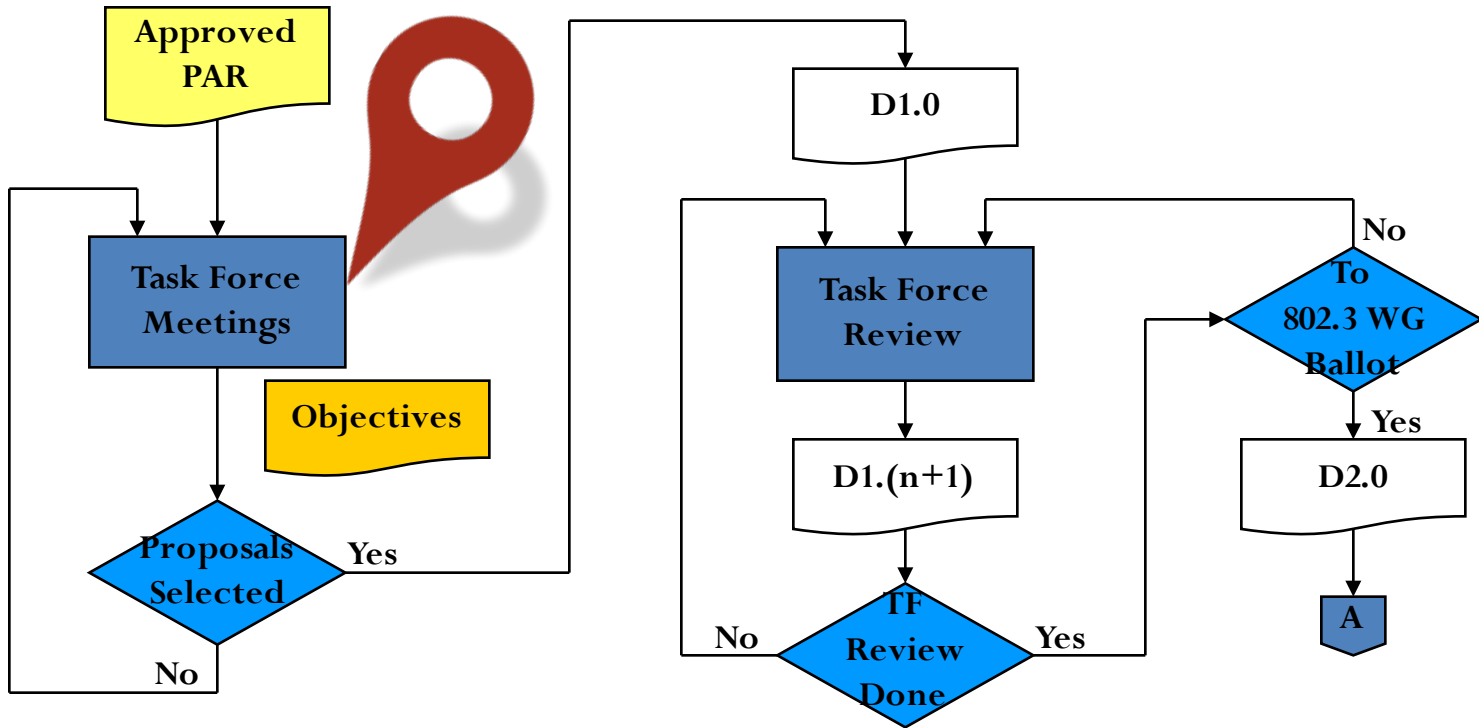 Approved
PAR
Task Force
Meetings
Objectives
Proposals
Selected
Yes
No
D1.0
Task Force
Review
D1.(n+1)
TF
Review
Done
No
Yes
To
802.3 WG
Ballot
No
Yes
D2.0
A